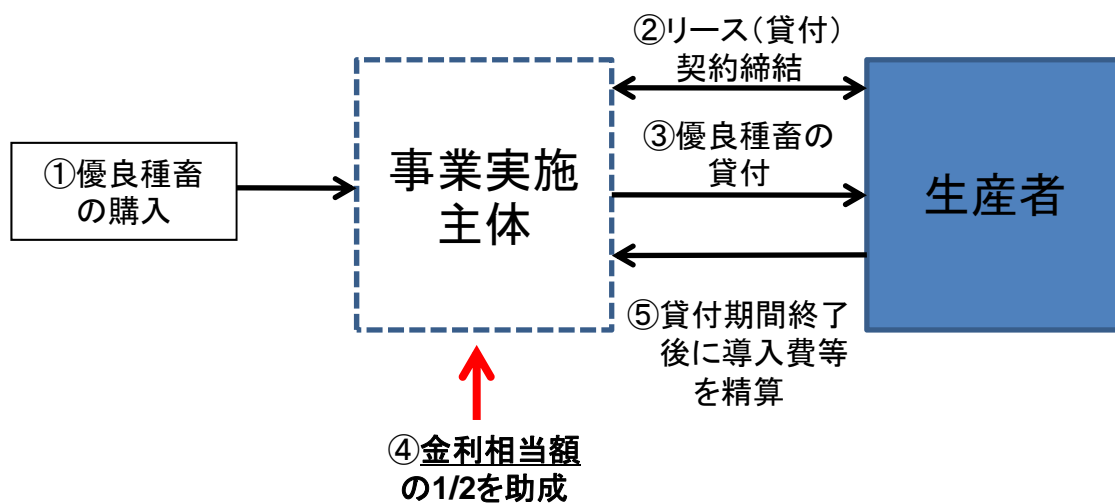 ①優良種畜
の購入
事業実施
主体
②リース(貸付)
契約締結
③優良種畜の
貸付
生産者
⑤貸付期間終了
後に導入費等
を精算
④金利相当額
の1/2を助成